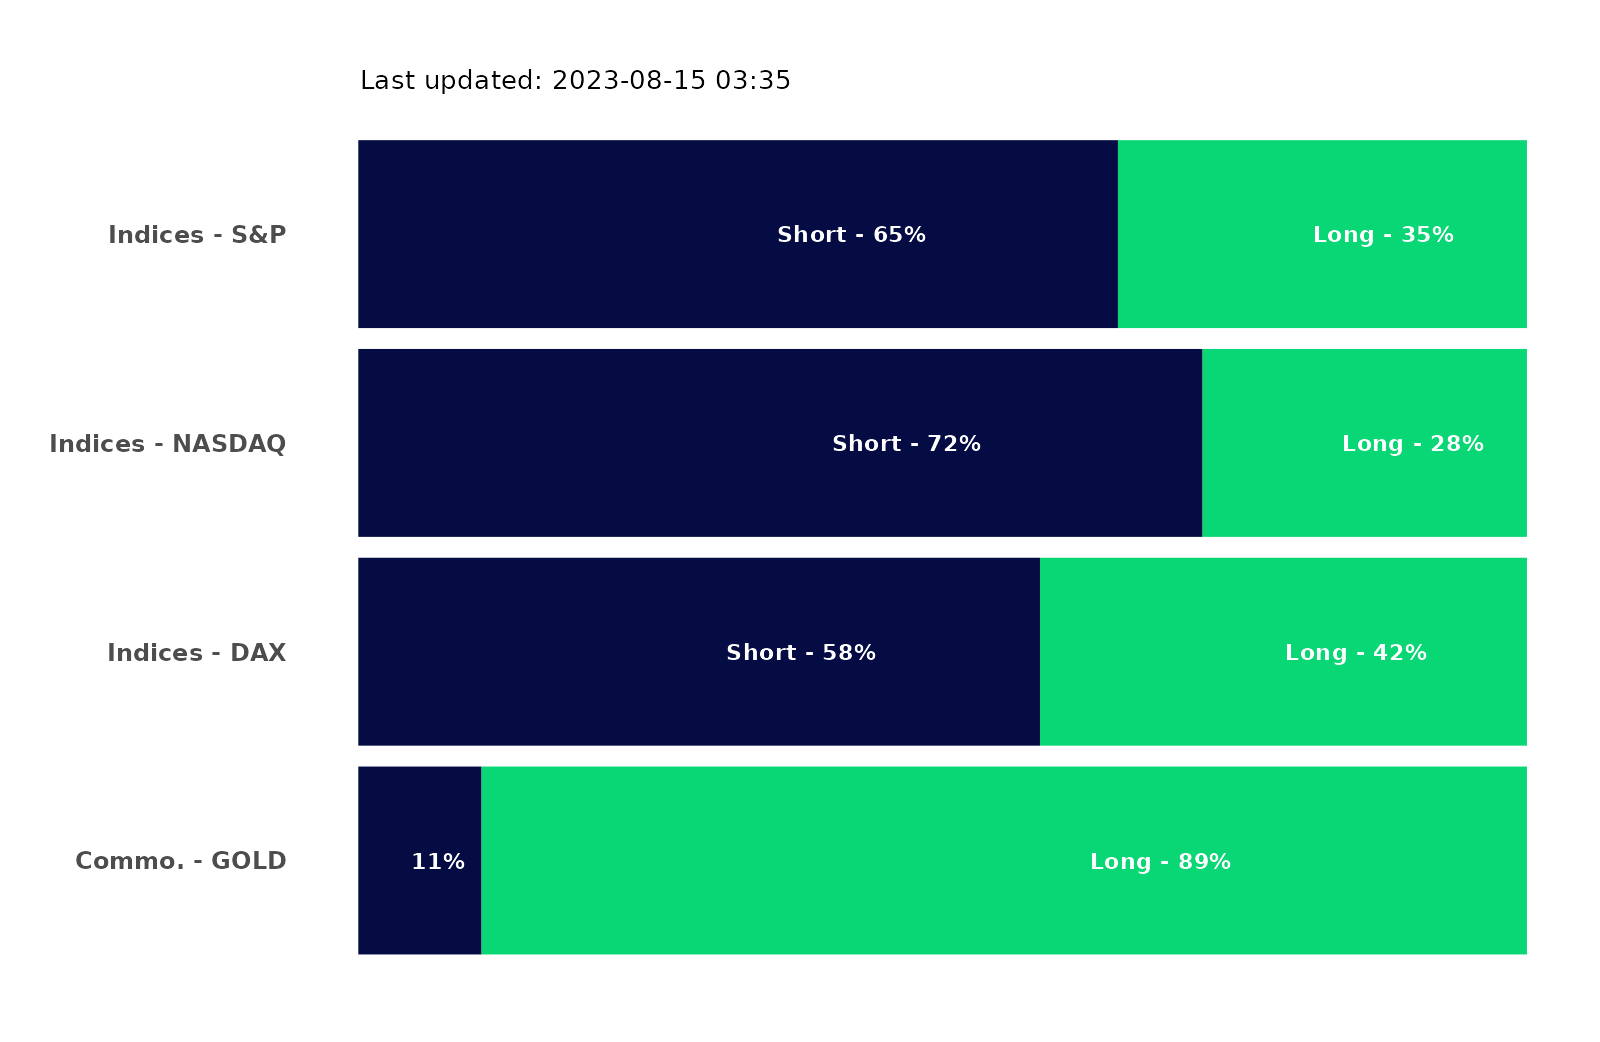 Last updated: 2023-08-15 03:35
Indices - S&P Short - 65% Long - 35%
Indices - NASDAQ Short - 72% Long - 28%
Indices - DAX Short - 58% Long - 42%
Commo. - GOLD 11% Long - 89%